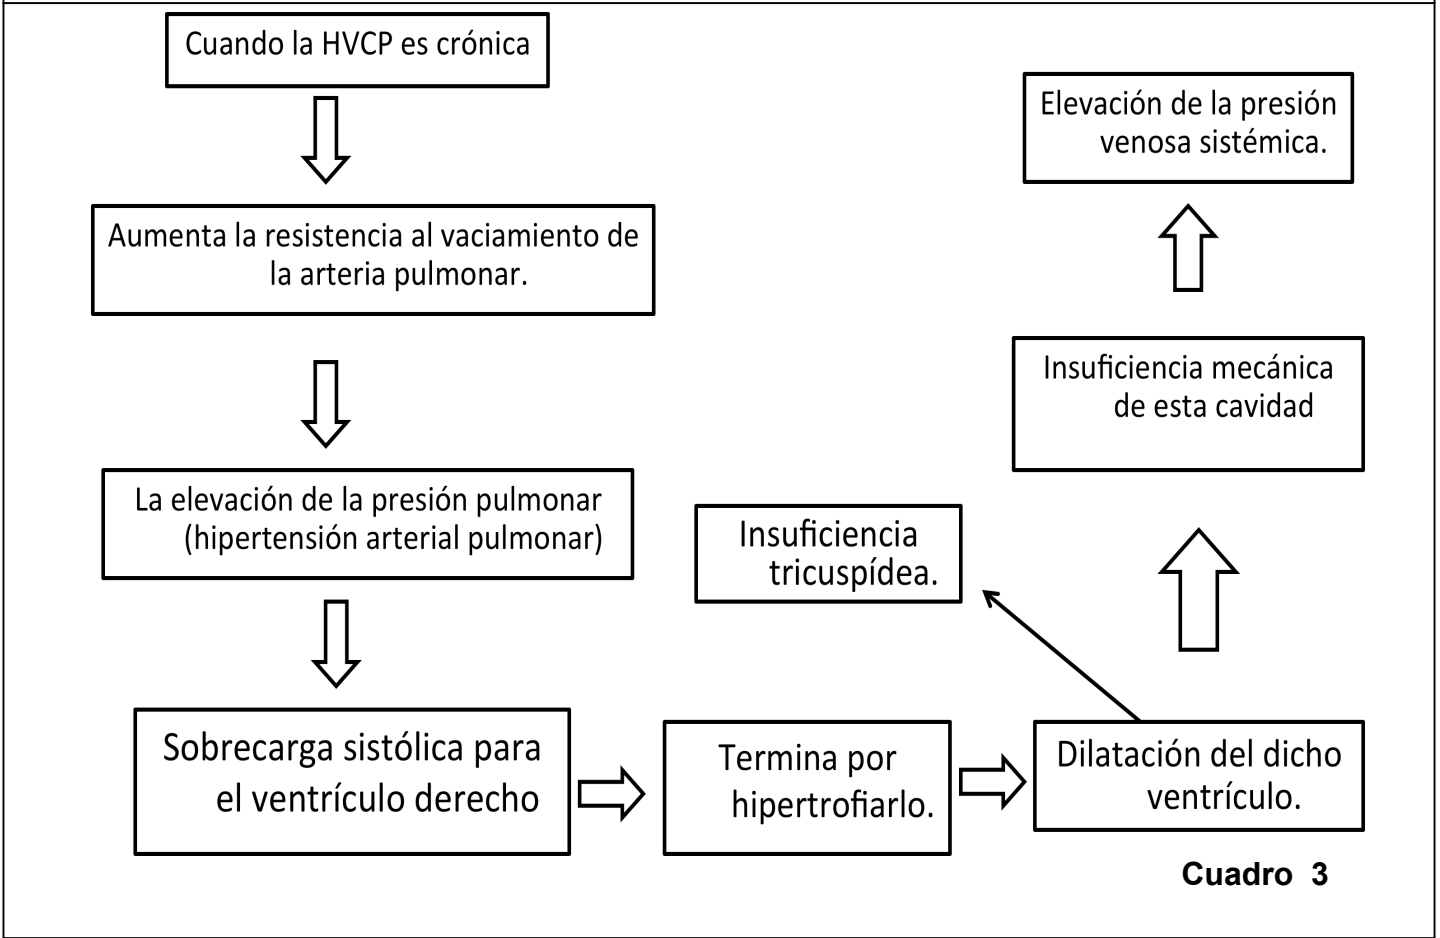 Cuando la HVCP es crónica
Aumenta la resistencia al vaciamiento de
la arteria pulmonar.
La elevación de la presión pulmonar
(hipertensión arterial pulmonar)
Sobrecarga sistólica para
el ventrículo derecho
Termina por
hipertrofiarlo.
Dilatación del dicho
ventrículo.
Insuficiencia
tricuspídea.
Insuficiencia mecánica
de esta cavidad
Elevación de la presión
venosa sistémica.
Cuadro 3